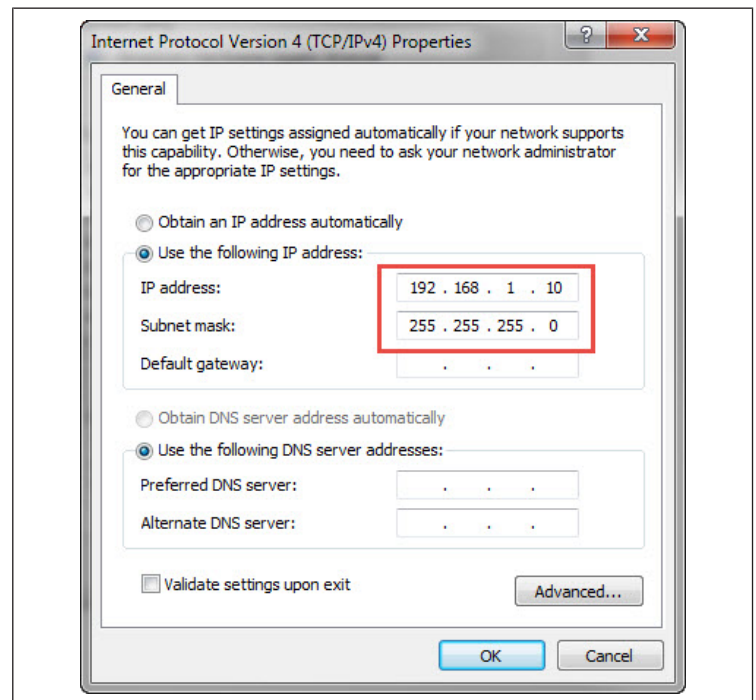 Internet Protocol Version 4 (TCP/IPv4) Properties
General
You can get IP settings assigned automatically if your network supports
this capability. Otherwise, you need to ask your network administrator
for the appropriate IP settings.
Obtain an IP address automatically
Use the following IP address:
IP address: 192 . 168 . 1 . 10
Subnet mask: 255 . 255 . 255 . 0
Default gateway: . . .
Obtain DNS server address automatically
Use the following DNS server addresses:
Preferred DNS server: . . .
Alternate DNS server: . . .
Validate settings upon exit
Advanced...
OK Cancel